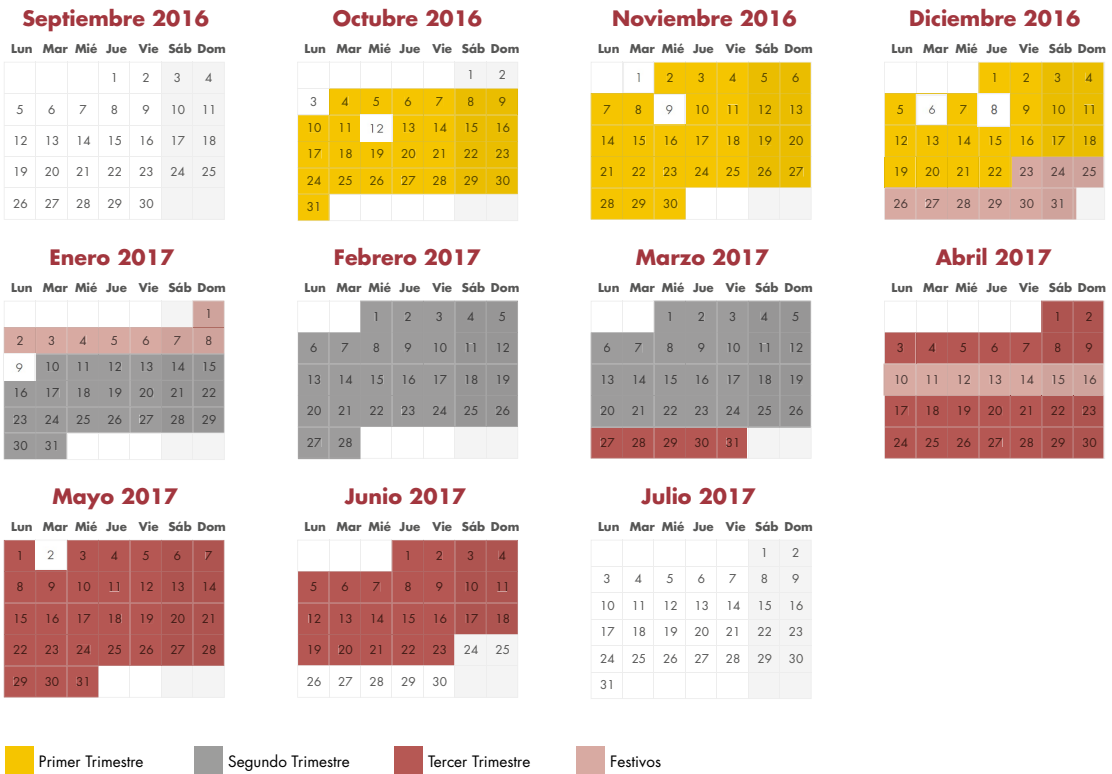 Septiembre 2016
Lun Mar Mié Jue Vie Sáb Dom
1 2 3 4
5 6 7 8 9 10 11
12 13 14 15 16 17 18
19 20 21 22 23 24 25
26 27 28 29 30
Octubre 2016
Lun Mar Mié Jue Vie Sáb Dom
1 2
3 4 5 6 7 8 9
10 11 12 13 14 15 16
17 18 19 20 21 22 23
24 25 26 27 28 29 30
31
Noviembre 2016
Lun Mar Mié Jue Vie Sáb Dom
1 2 3 4 5 6
7 8 9 10 11 12 13
14 15 16 17 18 19 20
21 22 23 24 25 26 27
28 29 30
Diciembre 2016
Lun Mar Mié Jue Vie Sáb Dom
1 2 3 4
5 6 7 8 9 10 11
12 13 14 15 16 17 18
19 20 21 22 23 24 25
26 27 28 29 30 31
Enero 2017
Lun Mar Mié Jue Vie Sáb Dom
1
2 3 4 5 6 7 8
9 10 11 12 13 14 15
16 17 18 19 20 21 22
23 24 25 26 27 28 29
30 31
Febrero 2017
Lun Mar Mié Jue Vie Sáb Dom
1 2 3 4 5
6 7 8 9 10 11 12
13 14 15 16 17 18 19
20 21 22 23 24 25 26
27 28
Marzo 2017
Lun Mar Mié Jue Vie Sáb Dom
1 2 3 4 5
6 7 8 9 10 11 12
13 14 15 16 17 18 19
20 21 22 23 24 25 26
27 28 29 30 31
Abril 2017
Lun Mar Mié Jue Vie Sáb Dom
1 2
3 4 5 6 7 8 9
10 11 12 13 14 15 16
17 18 19 20 21 22 23
24 25 26 27 28 29 30
Mayo 2017
Lun Mar Mié Jue Vie Sáb Dom
1 2 3 4 5 6 7
8 9 10 11 12 13 14
15 16 17 18 19 20 21
22 23 24 25 26 27 28
29 30 31
Junio 2017
Lun Mar Mié Jue Vie Sáb Dom
1 2 3 4
5 6 7 8 9 10 11
12 13 14 15 16 17 18
19 20 21 22 23 24 25
26 27 28 29 30
Julio 2017
Lun Mar Mié Jue Vie Sáb Dom
1 2
3 4 5 6 7 8 9
10 11 12 13 14 15 16
17 18 19 20 21 22 23
24 25 26 27 28 29 30
31
Primer Trimestre
Segundo Trimestre
Tercer Trimestre
Festivos